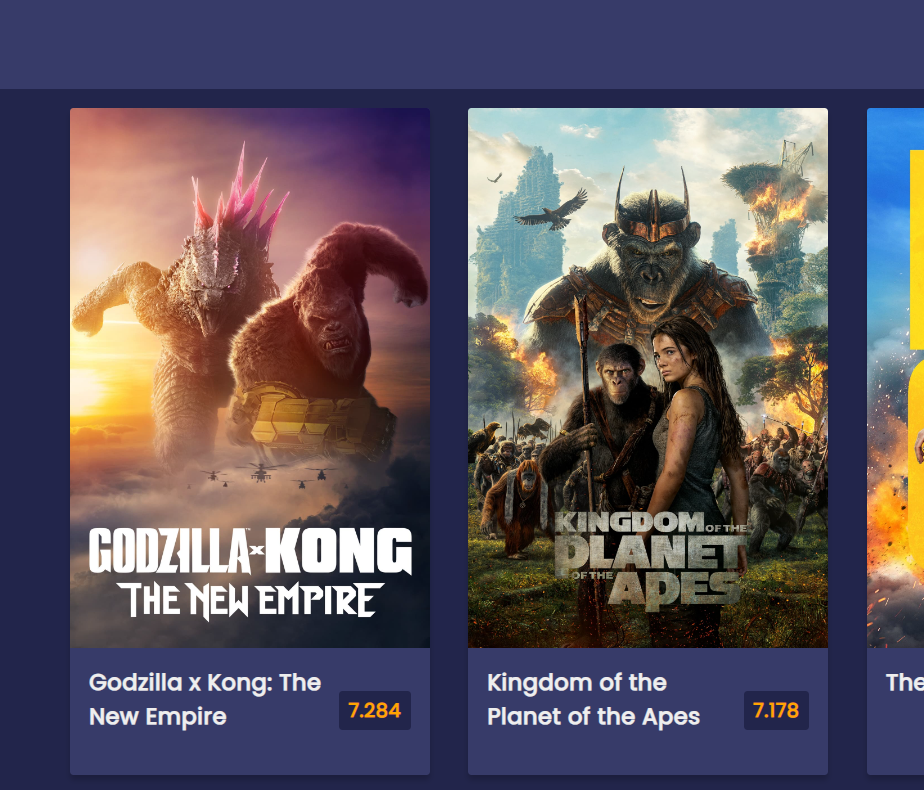 GODZILLA x KONG
THE NEW EMPIRE
Godzilla x Kong: The
New Empire
7.284
KINGDOM OF THE
PLANET
OF THE APES
Kingdom of the
Planet of the Apes
7.178
The